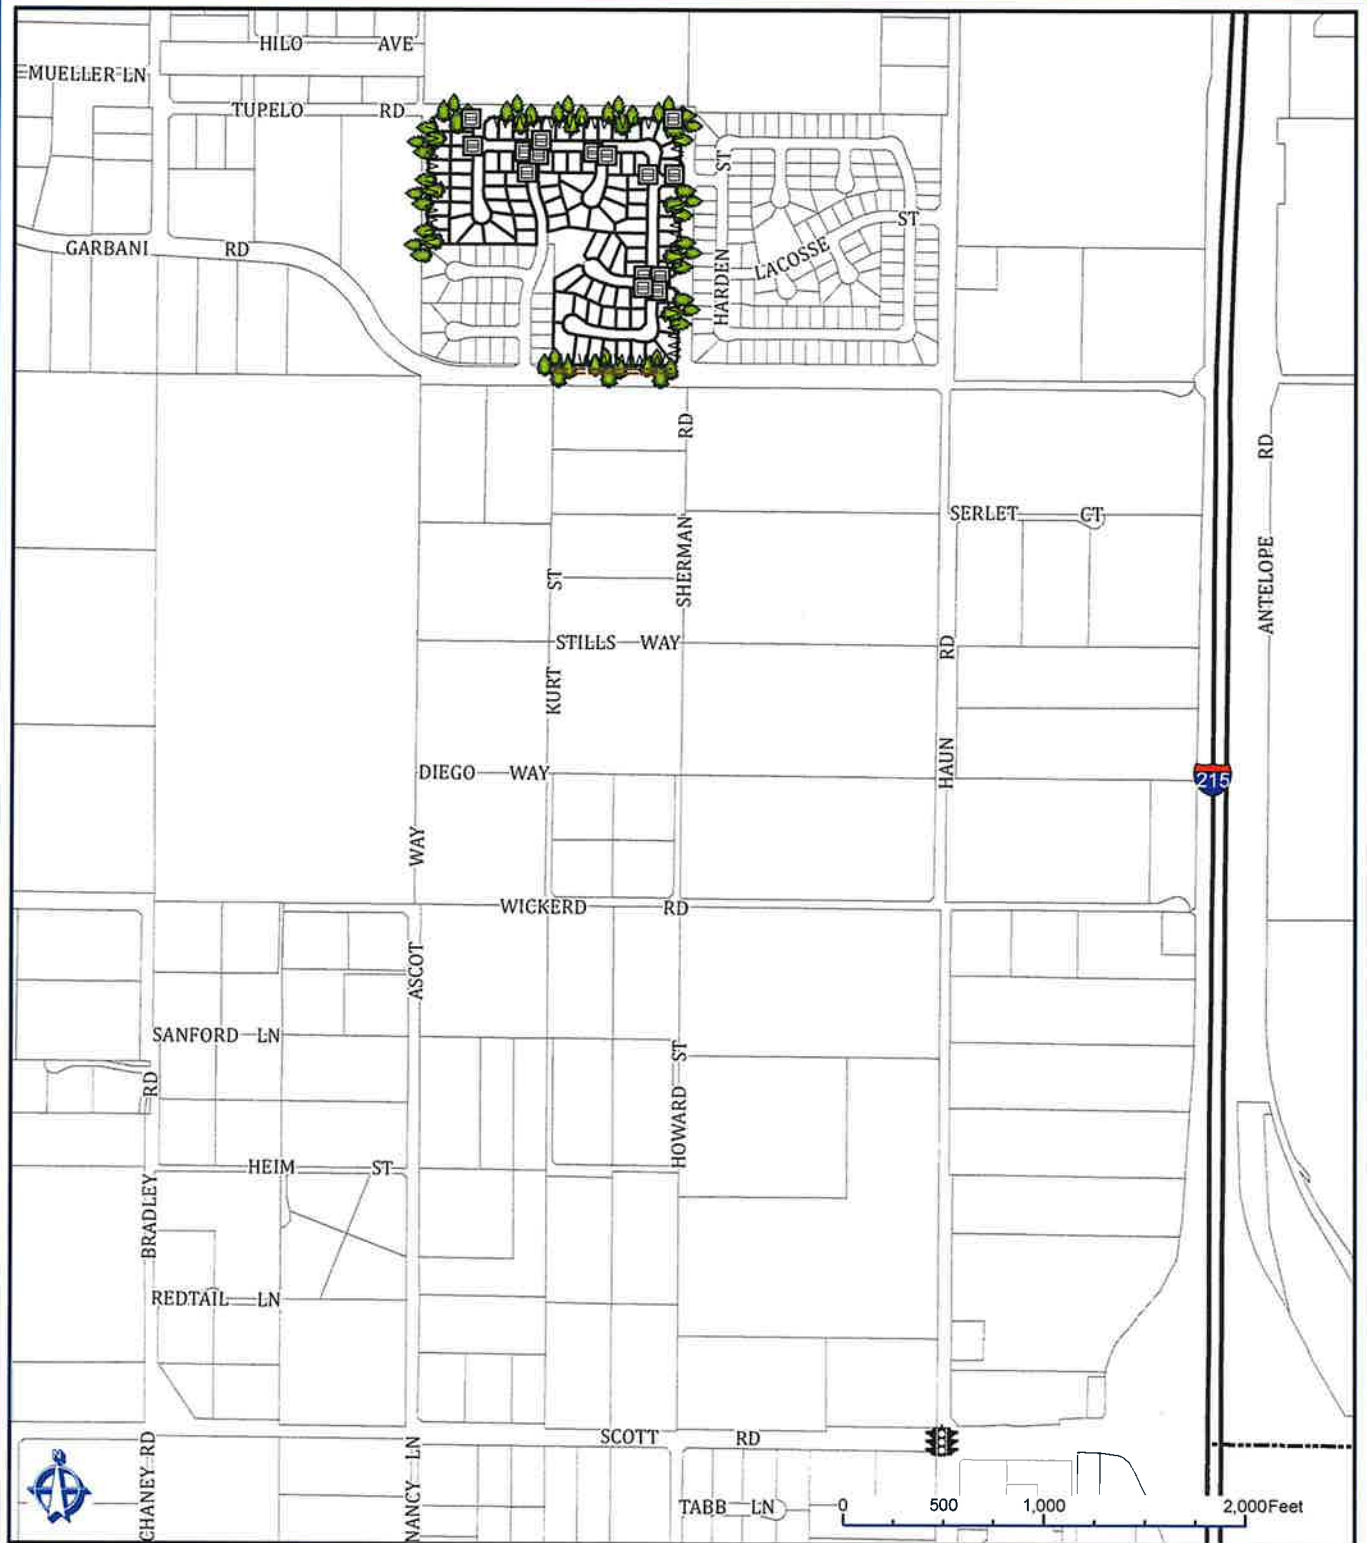 HILO AVE
MUELLER LN
TUPELO RD
GARBANI RD
HARDEN ST
LACOSSE ST
SHERMAN RD
ANTELOPE RD
SERLET CT
KURT ST
STILLS WAY
HAUN RD
DIEGO WAY
215
ASCOT WAY
WICKERD RD
SANFORD LN
HOWARD ST
BRADLEY RD
HEIM ST
REDTAIL LN
SCOTT RD
CHANEY RD
NANCY LN
TABB LN
0 500 1,000 2,000 Feet
N